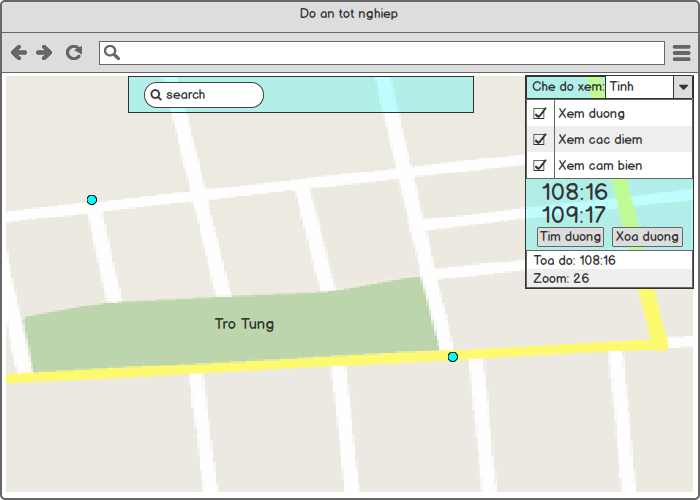 Do an tot nghiep
search
Che do xem: Tinh
Xem duong
Xem cac diem
Xem cam bien
108:16
109:17
Tim duong Xoa duong
Toa do: 108:16
Zoom: 26
Tro Tung